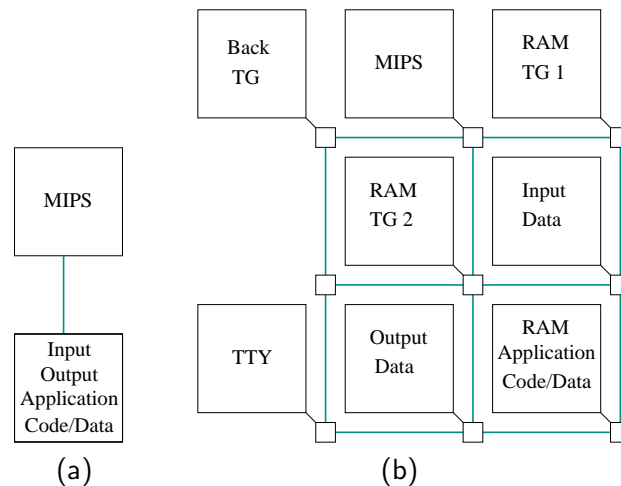 MIPS
Input
Output
Application
Code/Data
(a)
Back
TG
MIPS
RAM
TG 1
RAM
TG 2
Input
Data
TTY
Output
Data
RAM
Application
Code/Data
(b)